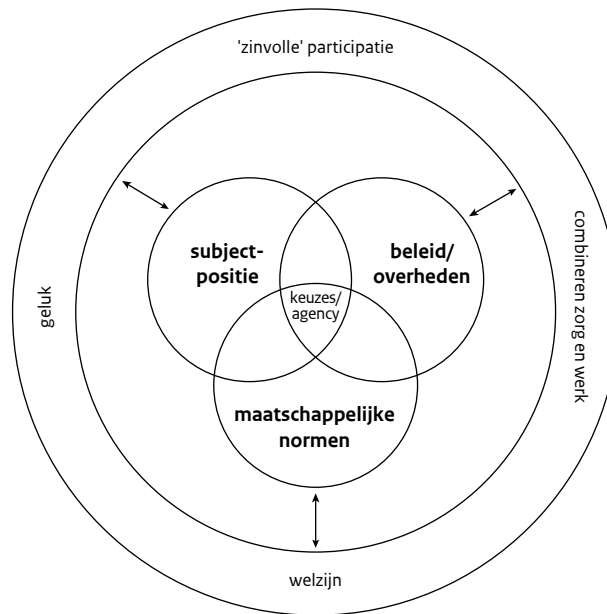 'zinvolle' participatie
subject-
positie
beleid/
overheden
keuzes/
agency
geluk
combineren zorg en werk
maatschappelijke
normen
welzijn